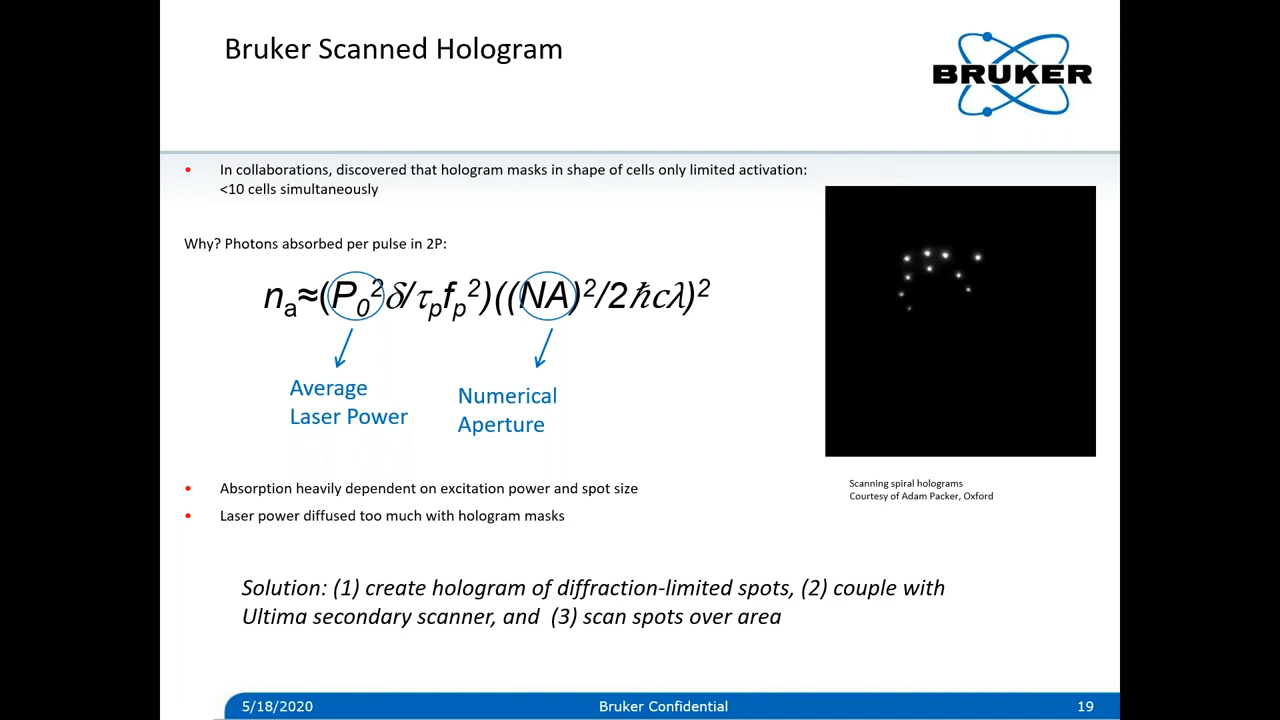 Bruker Scanned Hologram
BRUKER
• In collaborations, discovered that hologram masks in shape of cells only limited activation:
<10 cells simultaneously
Why? Photons absorbed per pulse in 2P:
nₐ≈(P₀²δ/τₚfₚ²)((NA)²/2ℏcλ)²
Average
Laser Power
Numerical
Aperture
Scanning spiral holograms
Courtesy of Adam Packer, Oxford
• Absorption heavily dependent on excitation power and spot size
• Laser power diffused too much with hologram masks
Solution: (1) create hologram of diffraction-limited spots, (2) couple with
Ultima secondary scanner, and (3) scan spots over area
5/18/2020
Bruker Confidential
19